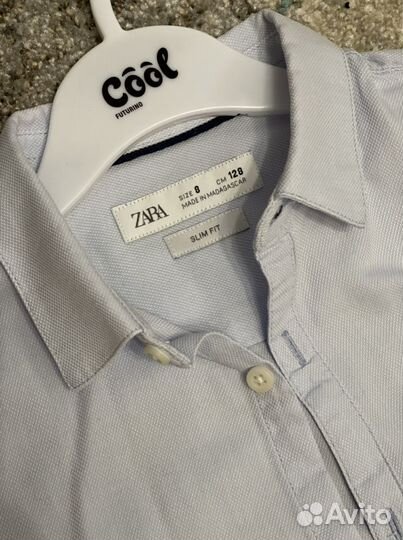 Cool
FUTURINO
ZARA
SIZE 8 CM 128
MADE IN MADAGASCAR
SLIM FIT
Avito